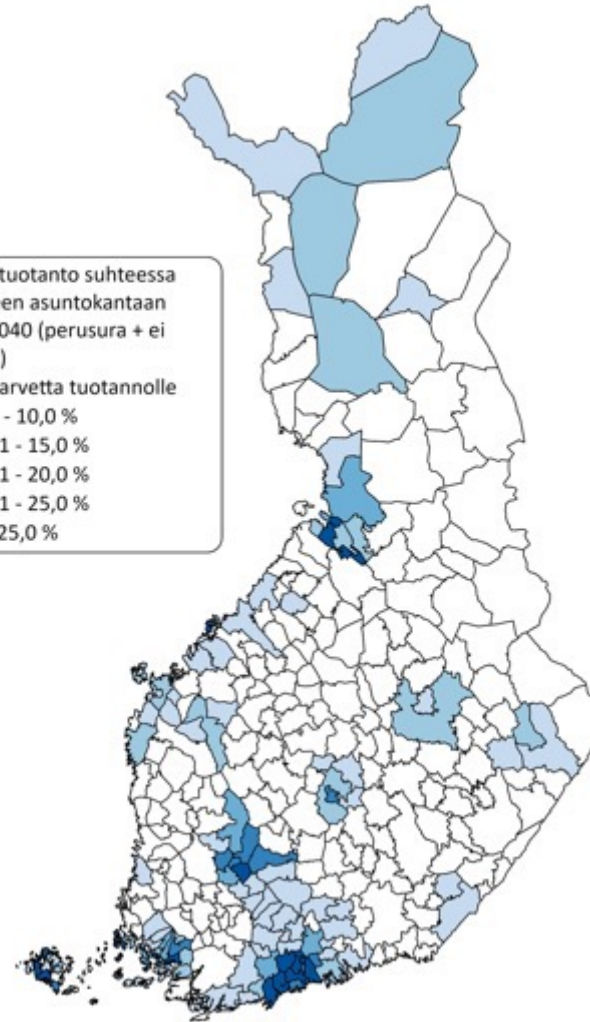 tuotanto suhteessa
een asuntokantaan
040 (perusura + ei
)
arvetta tuotannolle
- 10,0 %
1 - 15,0 %
1 - 20,0 %
1 - 25,0 %
25,0 %